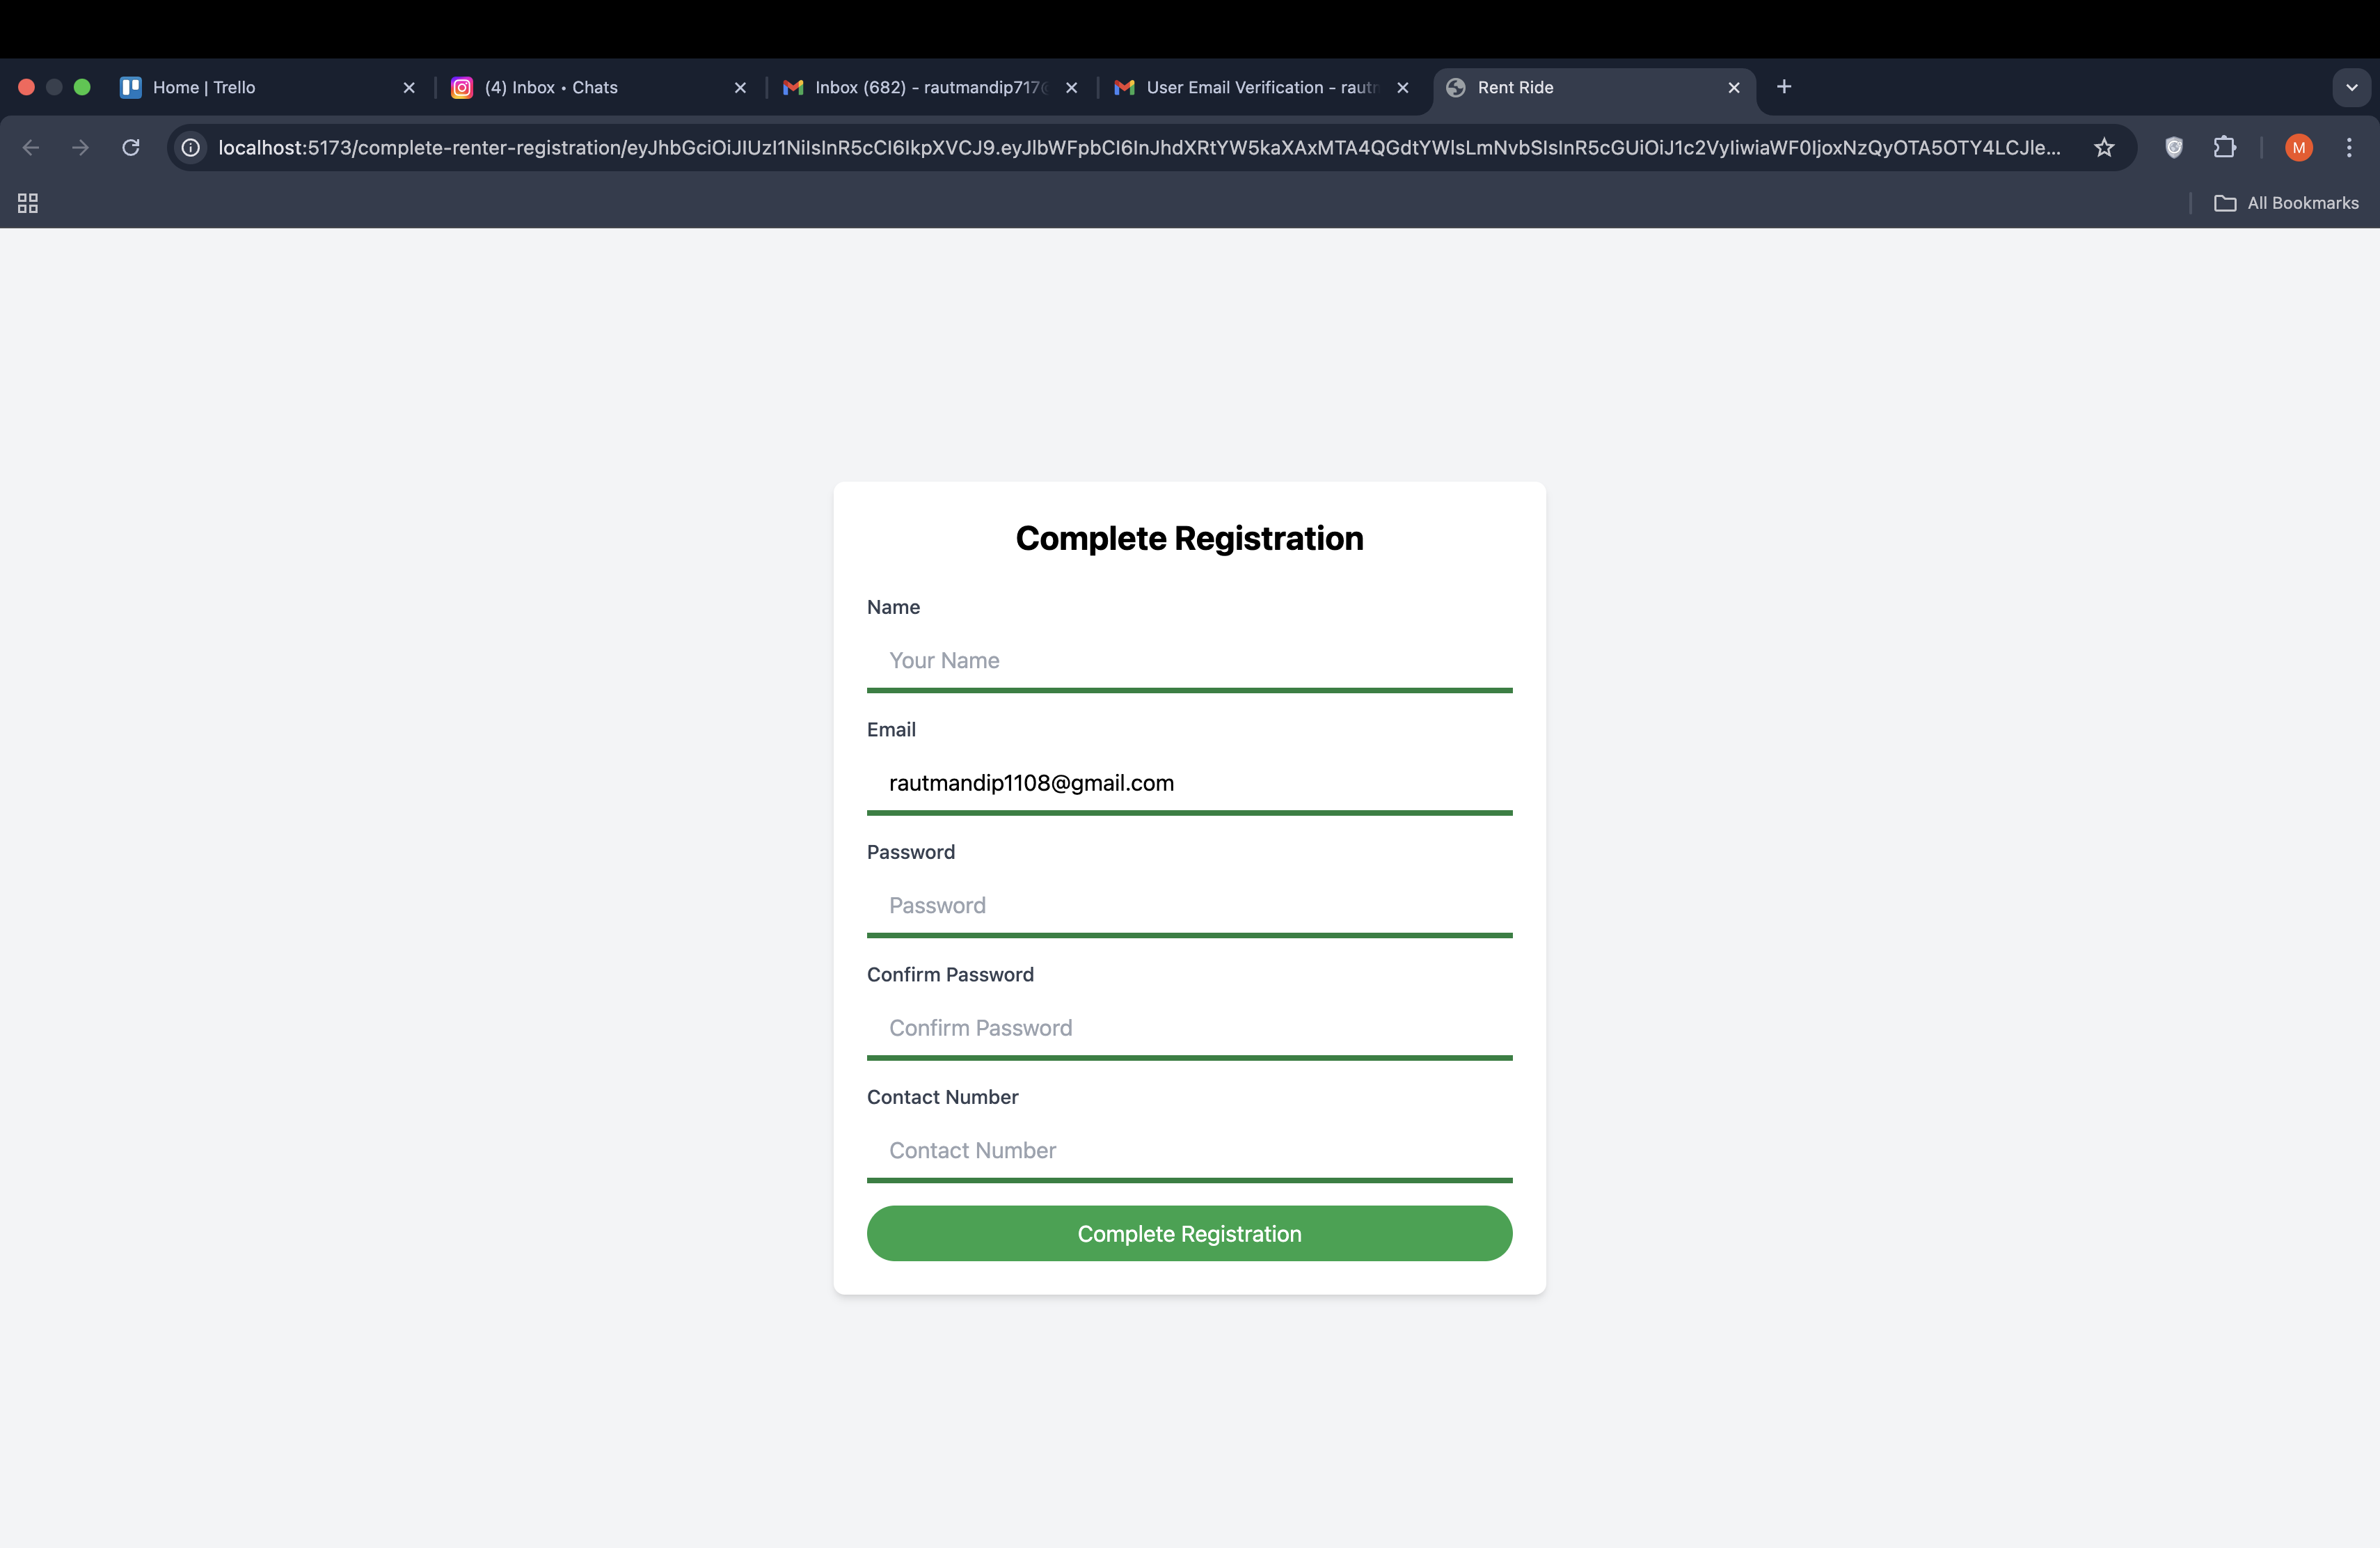 Home | Trello
(4) Inbox • Chats
Inbox (682) - rautmandip717
User Email Verification - raut
Rent Ride
localhost:5173/complete-renter-registration/eyJhbGciOiJIUzI1NiIsInR5cCI6IkpXVCJ9.eyJlbWFpbCI6InJhdXRtYW5kaXAxMTA4QGdtYWlsLmNvbSIsInR5cGUiOiJ1c2VyIiwiaWF0IjoxNzQyOTA5OTY4LCJle...
M
All Bookmarks
Complete Registration
Name
Your Name
Email
rautmandip1108@gmail.com
Password
Password
Confirm Password
Confirm Password
Contact Number
Contact Number
Complete Registration